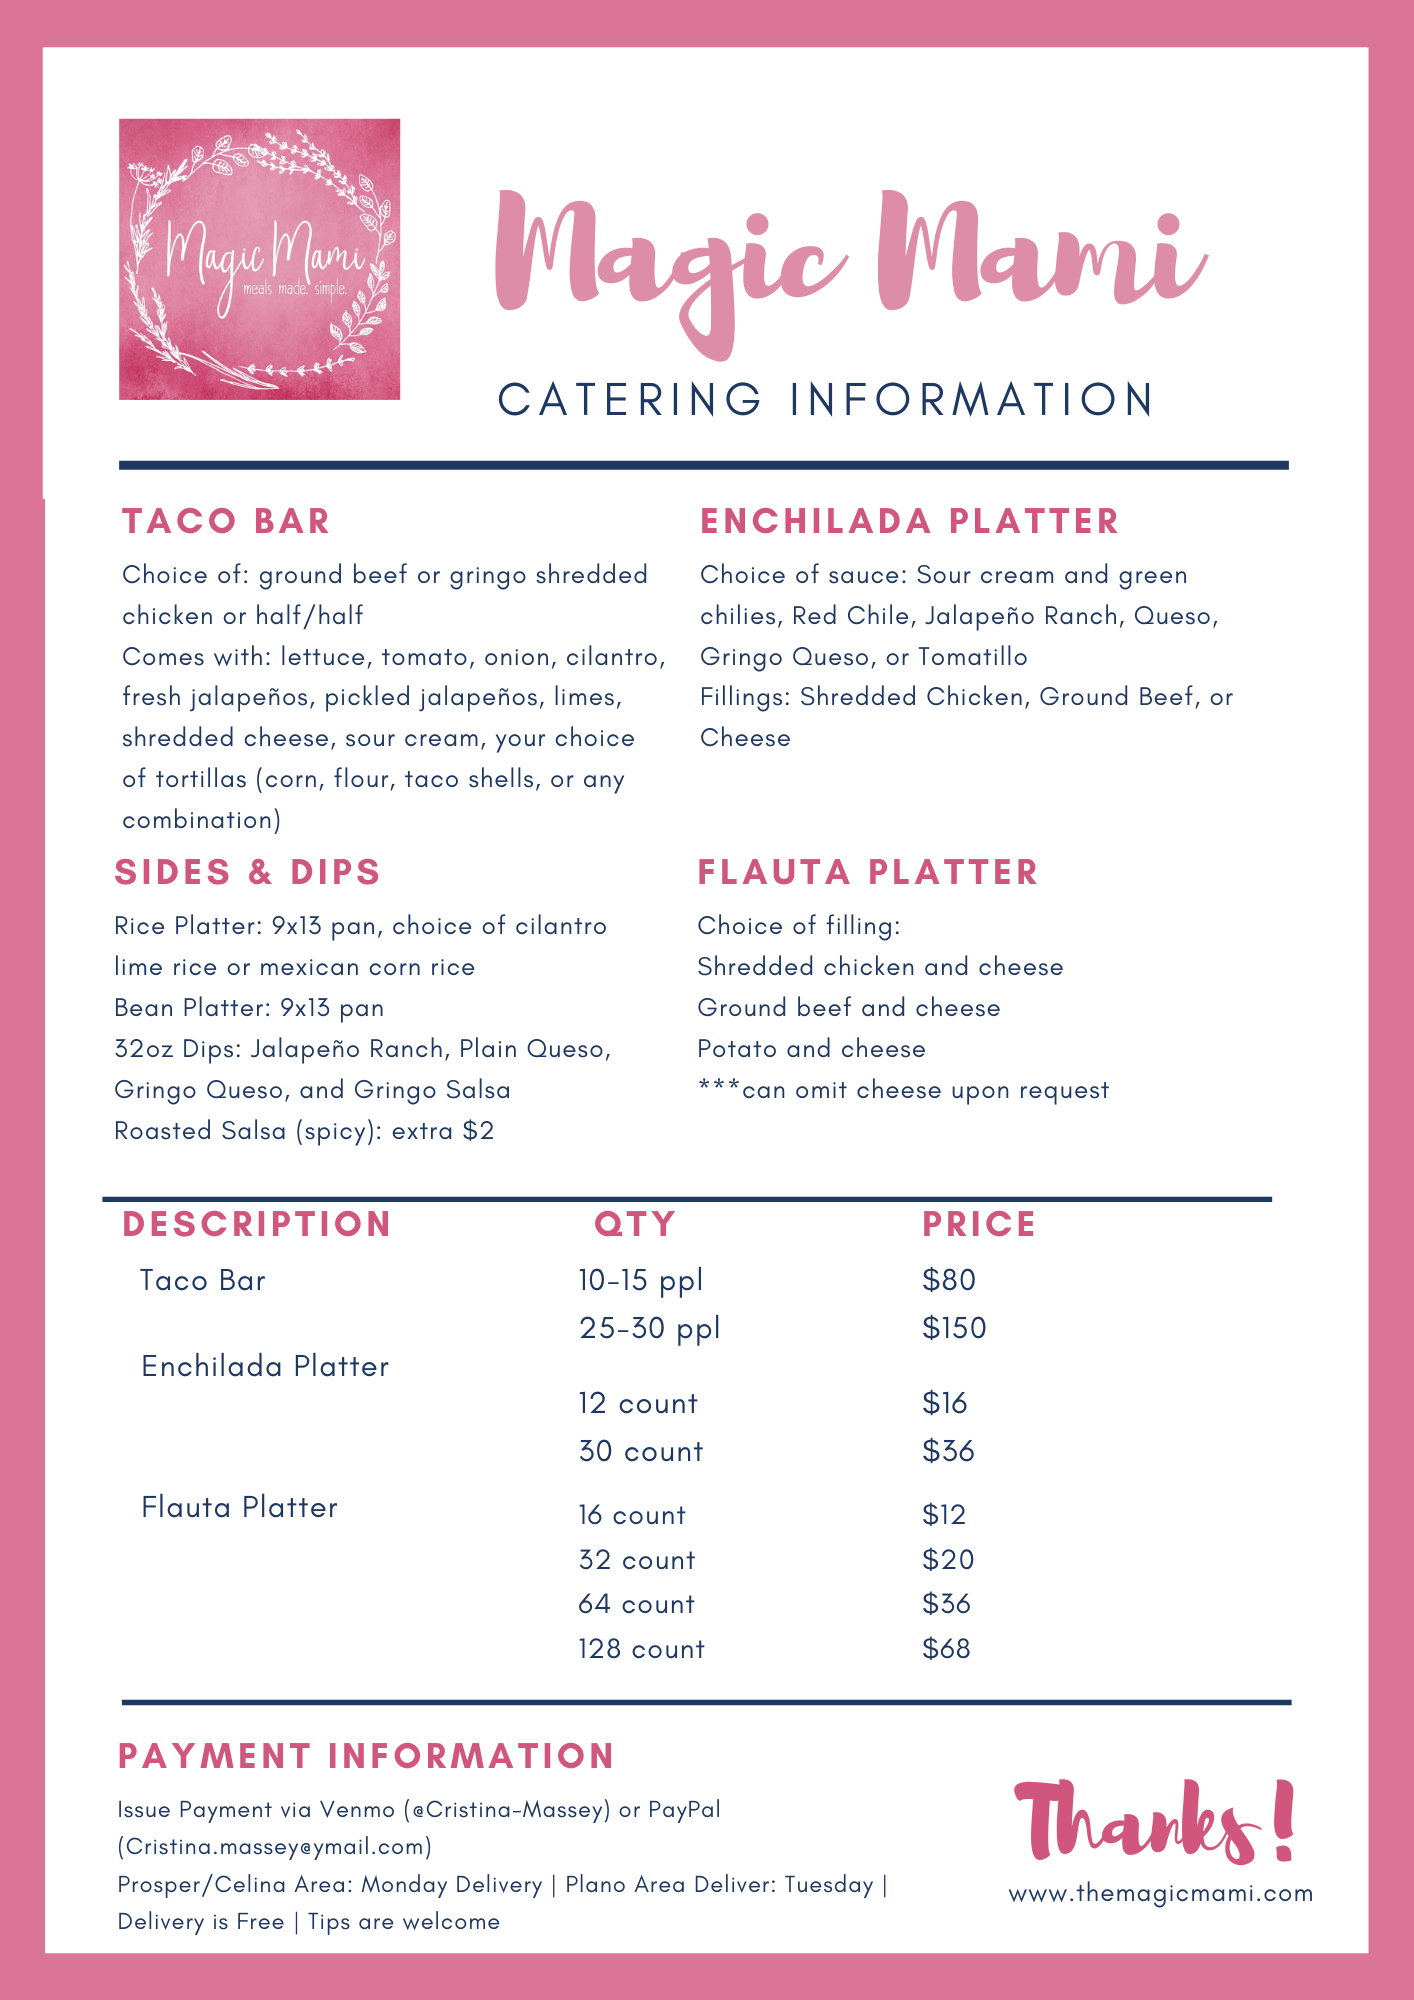 Magic Mami
meals made. simple.
Magic Mami
CATERING INFORMATION
TACO BAR
Choice of: ground beef or gringo shredded
chicken or half/half
Comes with: lettuce, tomato, onion, cilantro,
fresh jalapeños, pickled jalapeños, limes,
shredded cheese, sour cream, your choice
of tortillas (corn, flour, taco shells, or any
combination)
ENCHILADA PLATTER
Choice of sauce: Sour cream and green
chilies, Red Chile, Jalapeño Ranch, Queso,
Gringo Queso, or Tomatillo
Fillings: Shredded Chicken, Ground Beef, or
Cheese
SIDES & DIPS
Rice Platter: 9x13 pan, choice of cilantro
lime rice or mexican corn rice
Bean Platter: 9x13 pan
32oz Dips: Jalapeño Ranch, Plain Queso,
Gringo Queso, and Gringo Salsa
Roasted Salsa (spicy): extra $2
FLAUTA PLATTER
Choice of filling:
Shredded chicken and cheese
Ground beef and cheese
Potato and cheese
***can omit cheese upon request
DESCRIPTION QTY PRICE
Taco Bar 10-15 ppl $80
25-30 ppl $150
Enchilada Platter
12 count $16
30 count $36
Flauta Platter 16 count $12
32 count $20
64 count $36
128 count $68
PAYMENT INFORMATION
Issue Payment via Venmo (@Cristina-Massey) or PayPal
(Cristina.massey@ymail.com)
Prosper/Celina Area: Monday Delivery | Plano Area Deliver: Tuesday |
Delivery is Free | Tips are welcome
Thanks!
www.themagicmami.com